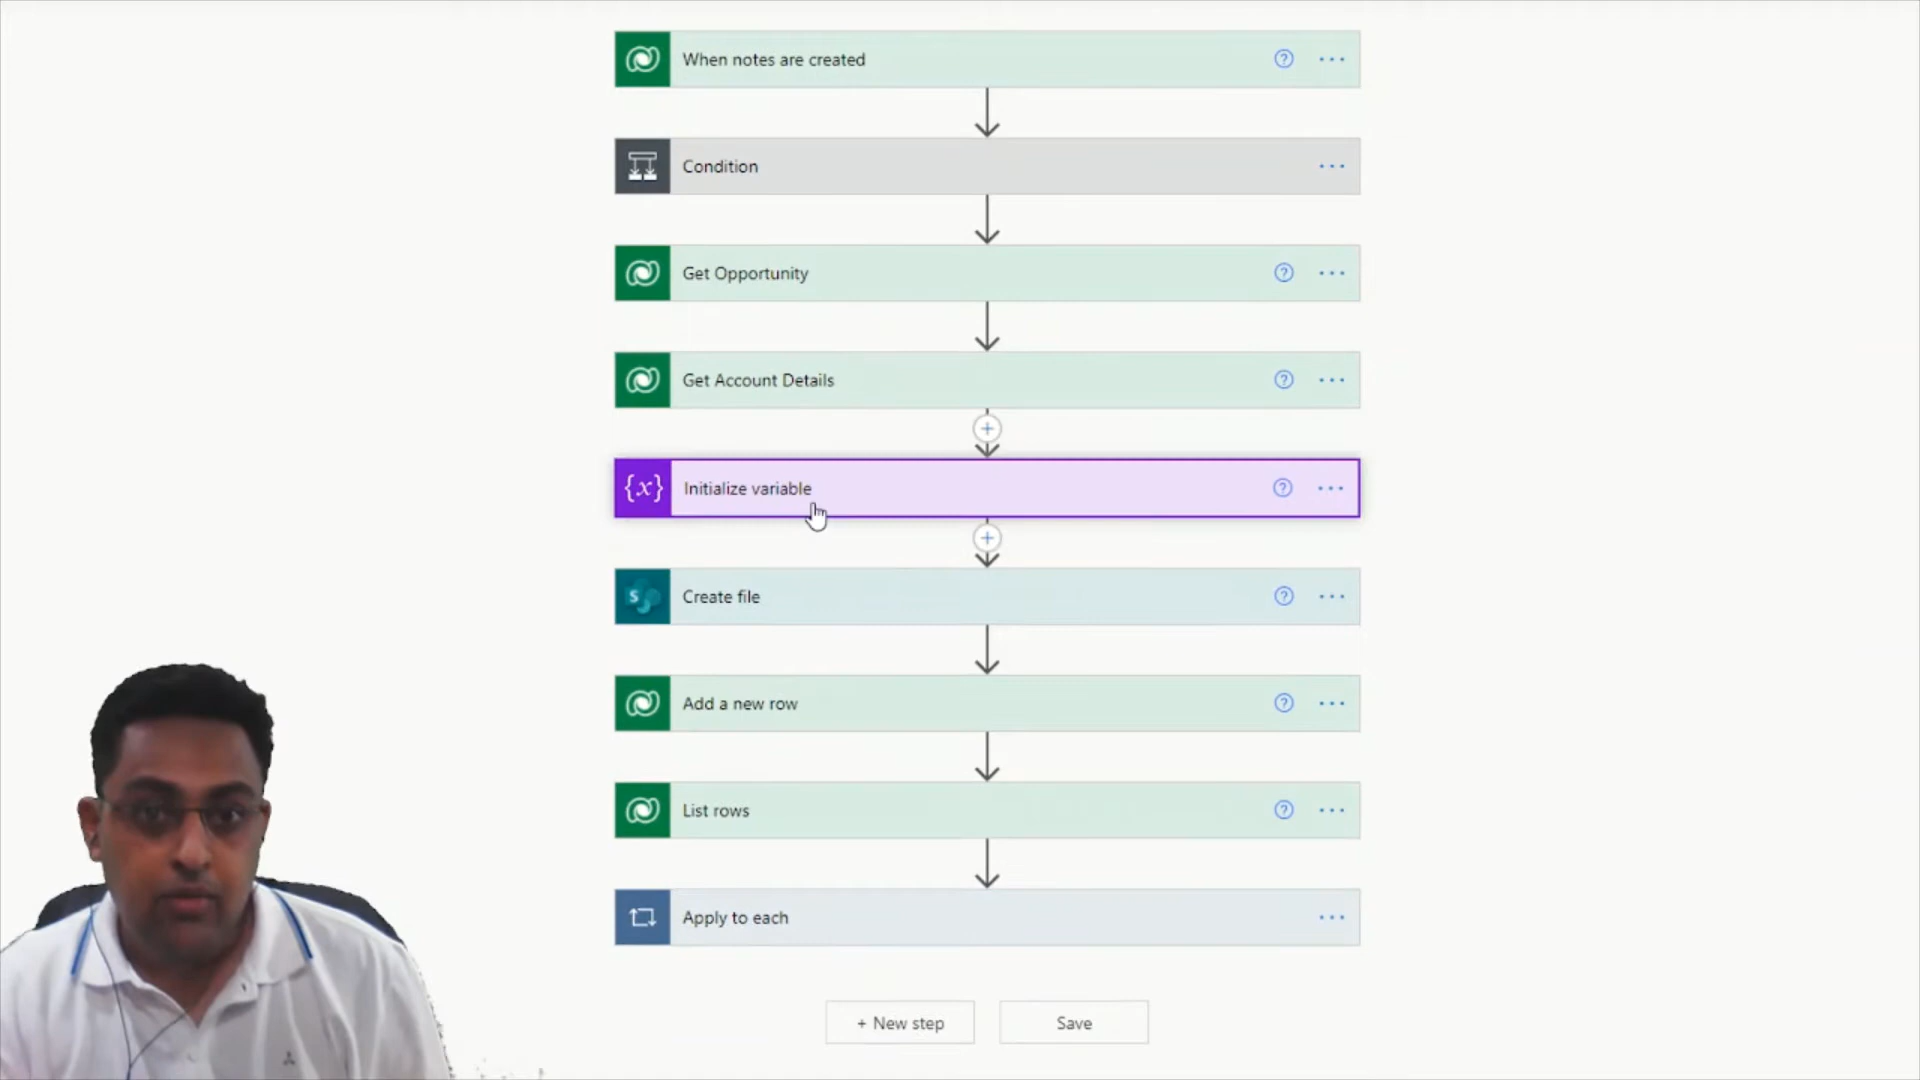 When notes are created
Condition
Get Opportunity
Get Account Details
{x} Initialize variable
S Create file
Add a new row
List rows
Apply to each
+ New step
Save